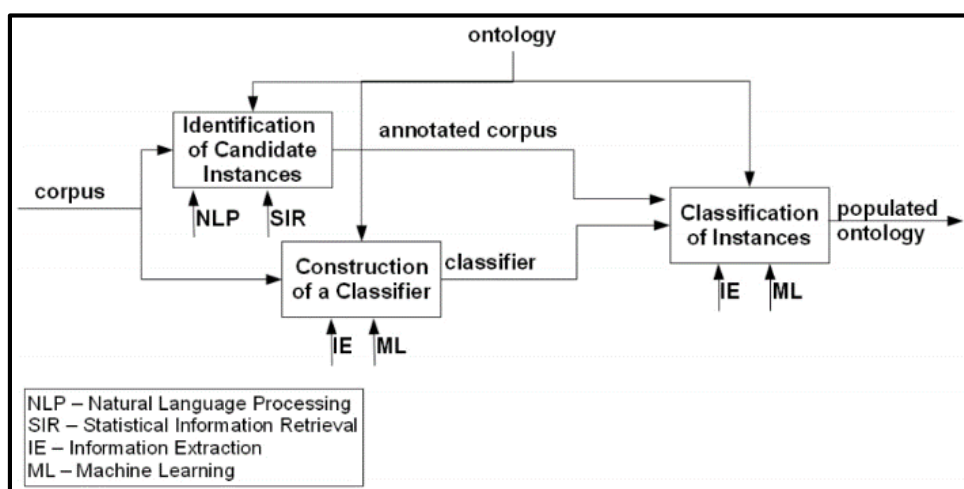 ontology
Identification
of Candidate
Instances
annotated corpus
corpus
NLP
SIR
Construction
of a Classifier
classifier
IE
ML
Classification
of Instances
populated
ontology
IE
ML
NLP – Natural Language Processing
SIR – Statistical Information Retrieval
IE – Information Extraction
ML – Machine Learning